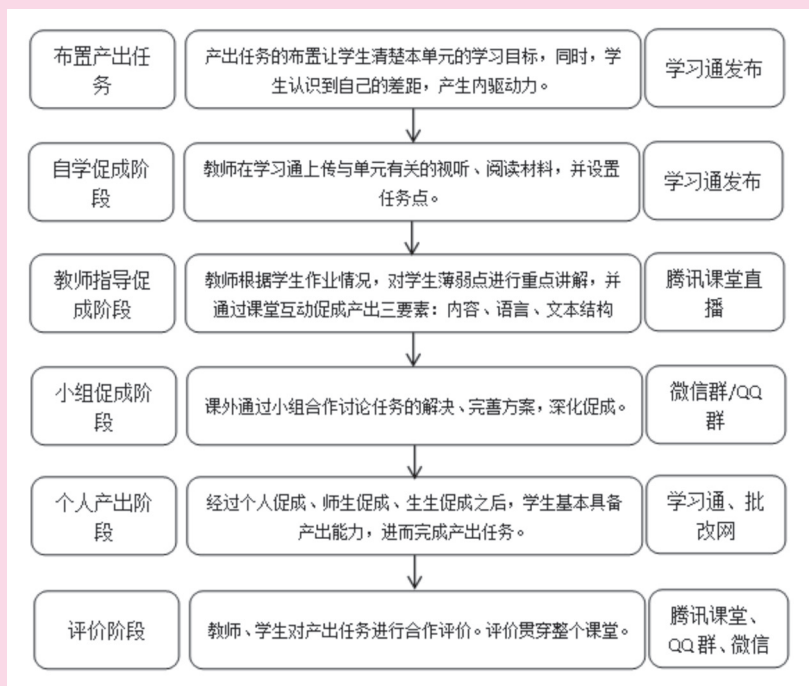 布置产出任
务
产出任务的布置让学生清楚本单元的学习目标，同时，学
生认识到自己的差距，产生内驱动力。
学习通发布
自学促成阶
段
教师在学习通上传与单元有关的视听、阅读材料，并设置
任务点。
学习通发布
教师指导促
成阶段
教师根据学生作业情况，对学生薄弱点进行重点讲解，并
通过课堂互动促成产出三要素：内容、语言、文本结构
腾讯课堂直
播
小组促成阶
段
课外通过小组合作讨论任务的解决、完善方案，深化促成。
微信群/QQ
群
个人产出阶
段
经过个人促成、师生促成、生生促成之后，学生基本具备
产出能力，进而完成产出任务。
学习通、批
改网
评价阶段
教师、学生对产出任务进行合作评价。评价贯穿整个课堂。
腾讯课堂、
QQ群、微信